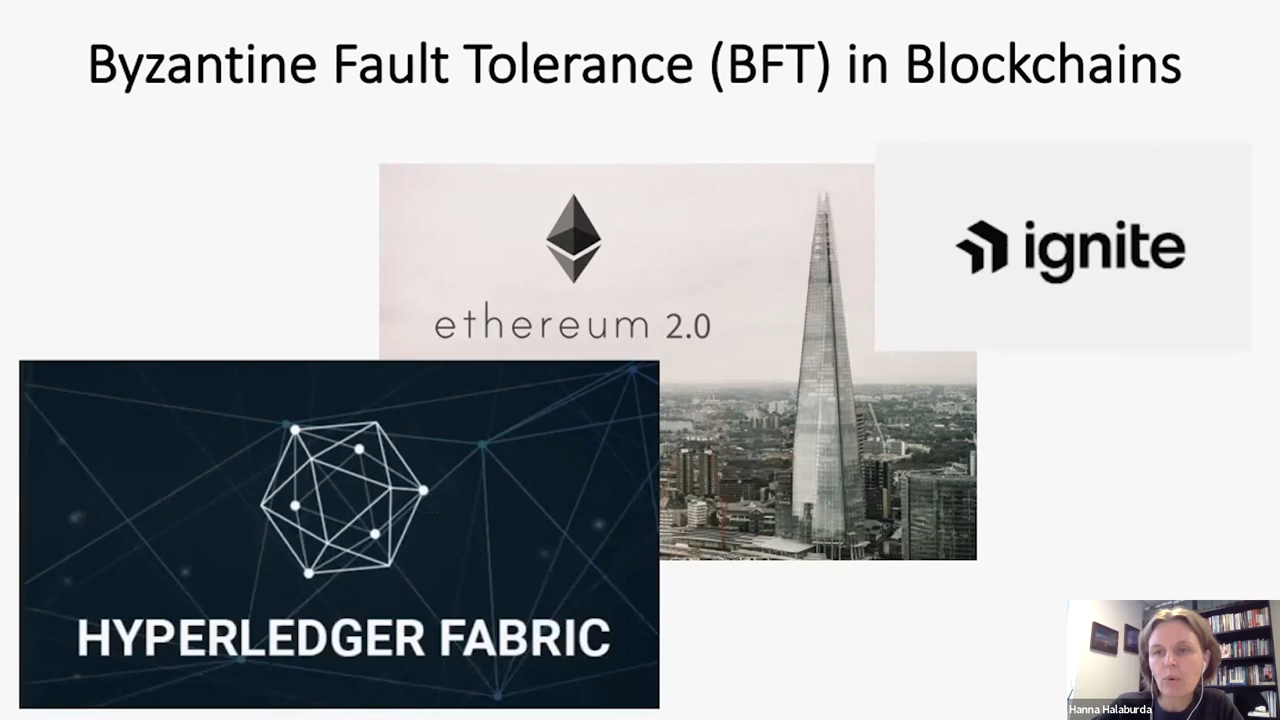 Byzantine Fault Tolerance (BFT) in Blockchains
ignite
ethereum 2.0
HYPERLEDGER FABRIC
Hanna Halaburda